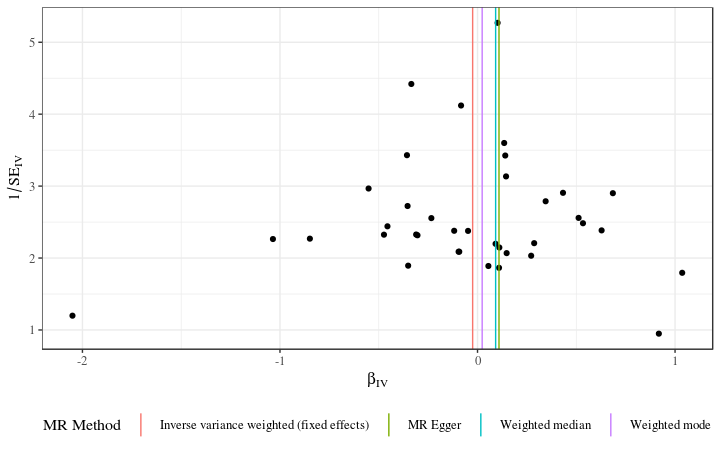 5
4
3
2
1
1/SE_IV
-2
-1
0
1
β_IV
MR Method
Inverse variance weighted (fixed effects)
MR Egger
Weighted median
Weighted mode